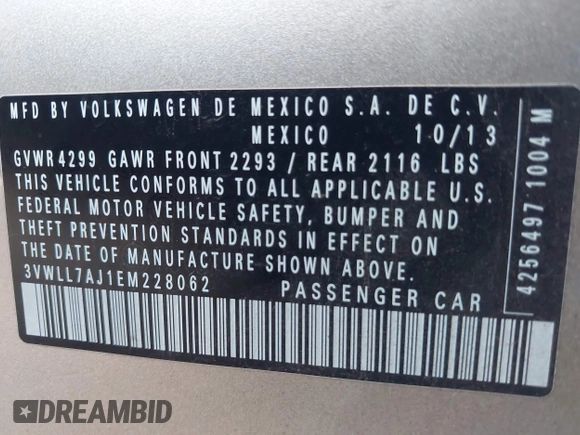 MFD BY VOLKSWAGEN DE MEXICO S.A. DE C.V.
MEXICO 10/13
GVWR 4299 GAWR FRONT 2293 / REAR 2116 LBS
THIS VEHICLE CONFORMS TO ALL APPLICABLE U.S.
FEDERAL MOTOR VEHICLE SAFETY, BUMPER AND
THEFT PREVENTION STANDARDS IN EFFECT ON
THE DATE OF MANUFACTURE SHOWN ABOVE.
3VWLL7AJ1EM228062 PASSENGER CAR
4256497 1004 M
DREAMBID